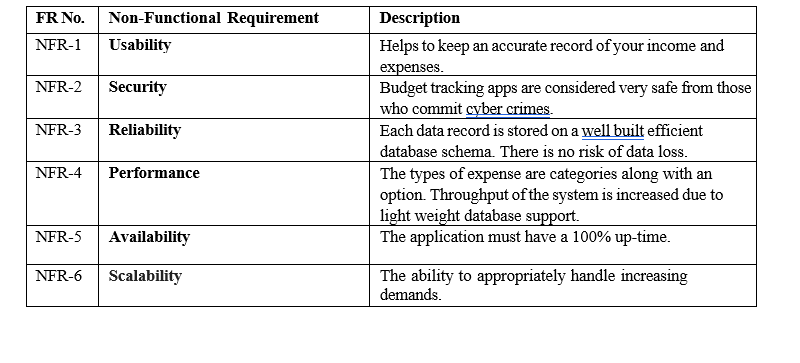 FR No. Non-Functional Requirement Description
NFR-1 Usability Helps to keep an accurate record of your income and
expenses.
NFR-2 Security Budget tracking apps are considered very safe from those
who commit cyber crimes.
NFR-3 Reliability Each data record is stored on a well built efficient
database schema. There is no risk of data loss.
NFR-4 Performance The types of expense are categories along with an
option. Throughput of the system is increased due to
light weight database support.
NFR-5 Availability The application must have a 100% up-time.
NFR-6 Scalability The ability to appropriately handle increasing
demands.